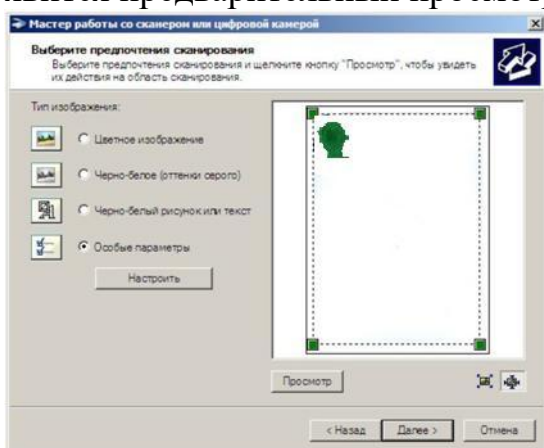 предварительный просмотр
Мастер работы со сканером или цифровой камерой
Выберите предпочтения сканирования
Выберите предпочтения сканирования и щелкните кнопку "Просмотр", чтобы увидеть
их действия на область сканирования.
Тип изображения:
Цветное изображение
Черно-белое (оттенки серого)
Черно-белый рисунок или текст
Особые параметры
Настроить
Просмотр
< Назад
Далее >
Отмена